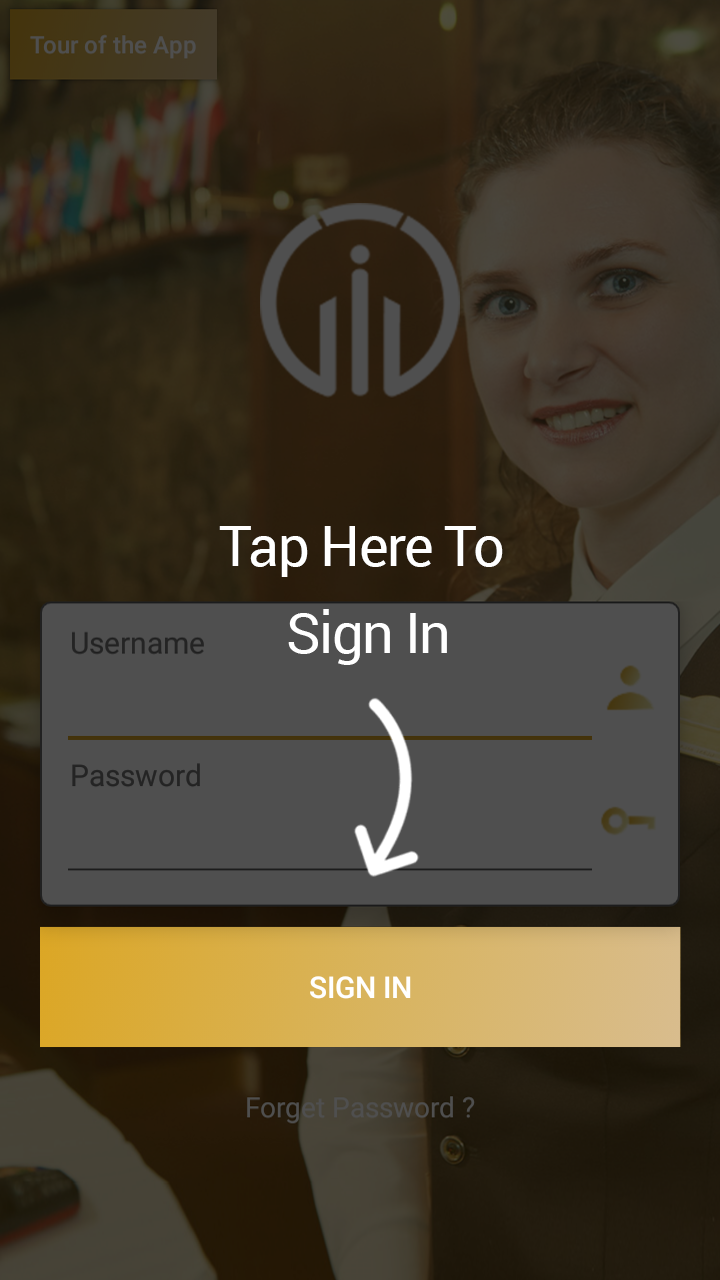 Tour of the App
Tap Here To
Sign In
Username
Password
SIGN IN
Forget Password ?